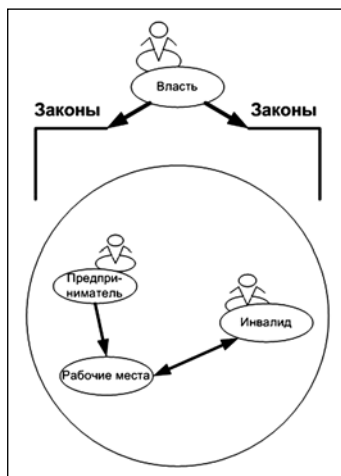 Власть
Законы Законы
Предпри-
ниматель
Инвалид
Рабочие места